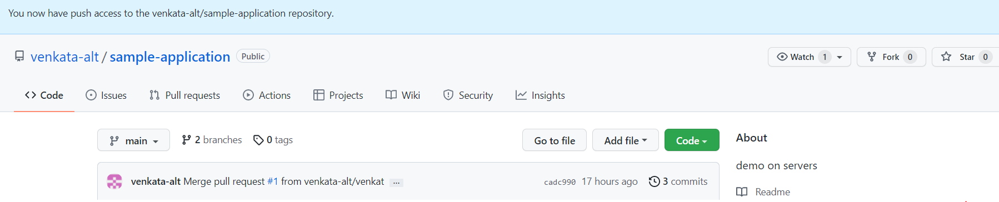 You now have push access to the venkata-alt/sample-application repository.
venkata-alt / sample-application Public Watch 1 Fork 0 Star 0
Code Issues Pull requests Actions Projects Wiki Security Insights
main 2 branches 0 tags Go to file Add file Code About
demo on servers
venkata-alt Merge pull request #1 from venkata-alt/venkat ... cadc990 17 hours ago 3 commits
Readme